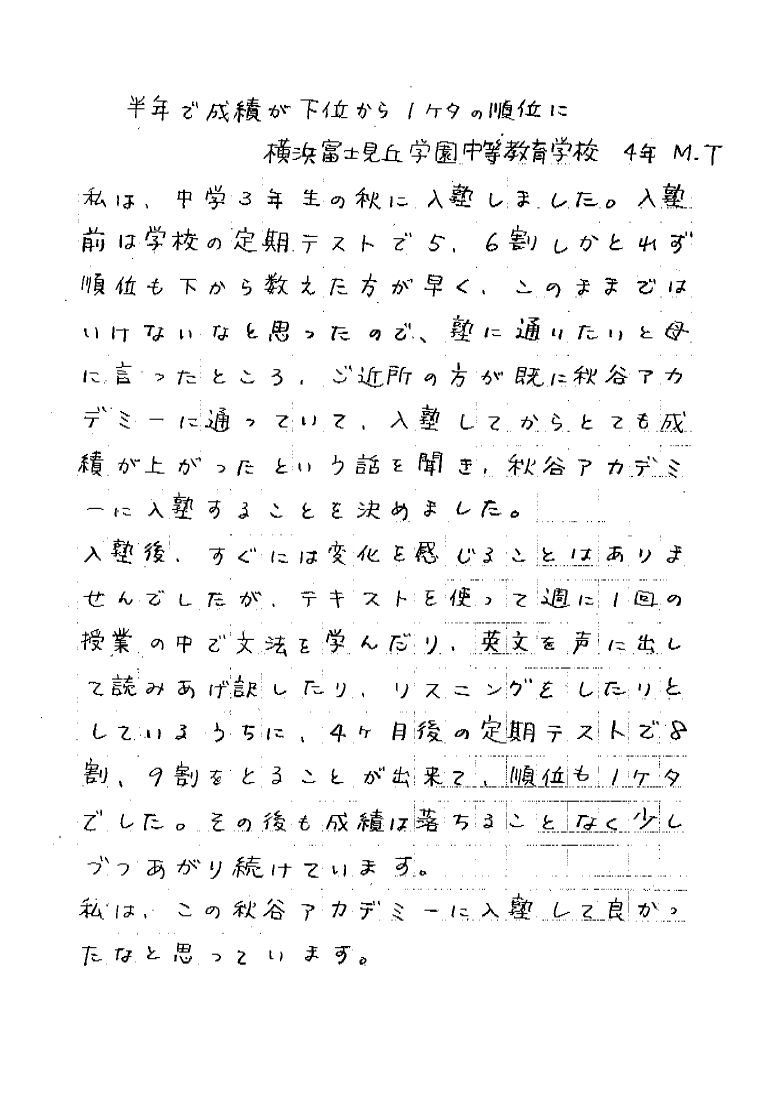 半年で成績が下位から1ケタの順位に
横浜富士見丘学園中等教育学校 4年 M.T
私は、中学3年生の秋に入塾しました。入塾
前は学校の定期テストで5、6割しかとれず
順位も下から数えた方が早く、このままでは
いけないなと思ったので、塾に通いたいと母
に言ったところ、ご近所の方が既に秋谷アカ
デミーに通っていて、入塾してからとても成
績が上がったという話を聞き、秋谷アカデミ
ーに入塾することを決めました。
入塾後、すぐには変化を感じることはありま
せんでしたが、テキストを使って週に1回の
授業の中で文法を学んだり、英文を声に出し
て読みあげ訳したり、リスニングをしたりと
しているうちに、4ヶ月後の定期テストで8
割、9割をとることが出来て、順位も1ケタ
でした。その後も成績は落ちることなく少し
づつあがり続けています。
私は、この秋谷アカデミーに入塾して良かっ
たなと思っています。